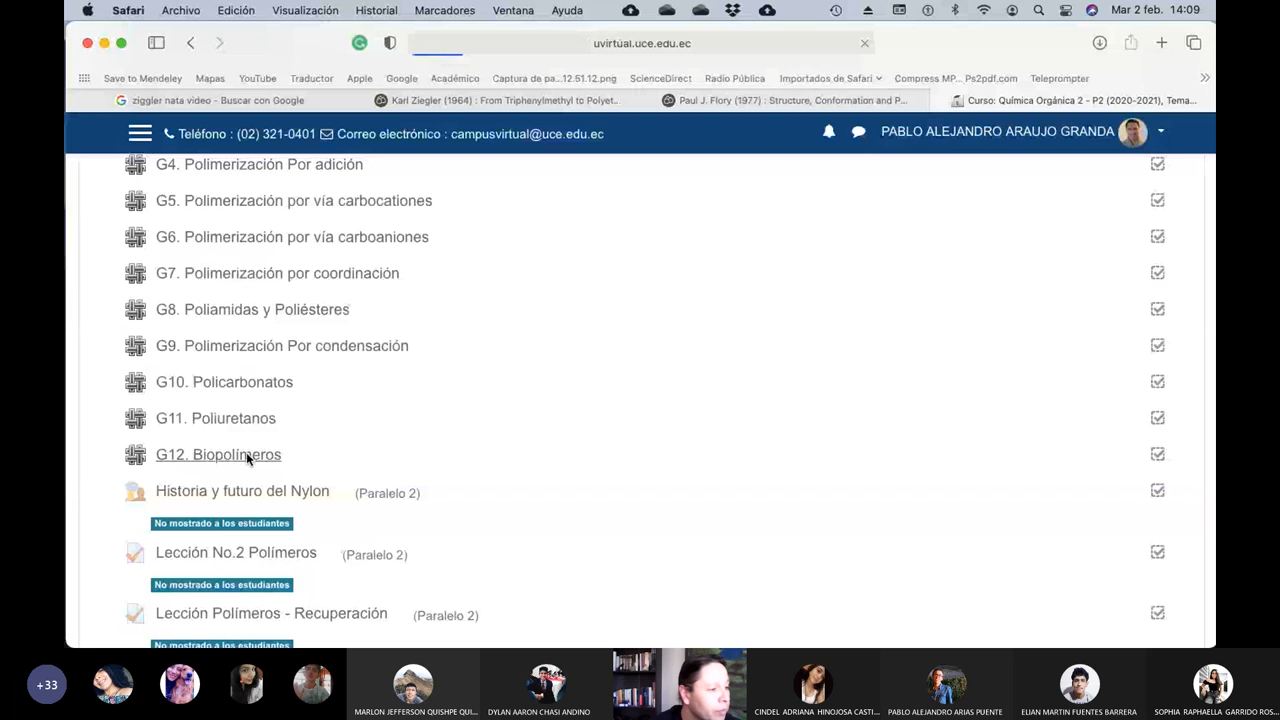 Safari Archivo Edición Visualización Historial Marcadores Ventana Ayuda Mar 2 feb. 14:09
uvirtual.uce.edu.ec
Save to Mendeley Mapas YouTube Traductor Apple Google Académico Captura de pa...12.51.12.png ScienceDirect Radio Pública Importados de Safari Compress MP... Ps2pdf.com Teleprompter
ziggler nata video - Buscar con Google Karl Ziegler (1964) : From Triphenylmethyl to Polyet... Paul J. Flory (1977) : Structure, Conformation and P... Curso: Química Orgánica 2 - P2 (2020-2021), Tema...
Teléfono : (02) 321-0401 Correo electrónico : campusvirtual@uce.edu.ec PABLO ALEJANDRO ARAUJO GRANDA
G4. Polimerización Por adición
G5. Polimerización por vía carbocationes
G6. Polimerización por vía carboaniones
G7. Polimerización por coordinación
G8. Poliamidas y Poliésteres
G9. Polimerización Por condensación
G10. Policarbonatos
G11. Poliuretanos
G12. Biopolímeros
Historia y futuro del Nylon (Paralelo 2)
No mostrado a los estudiantes
Lección No.2 Polímeros (Paralelo 2)
No mostrado a los estudiantes
Lección Polímeros - Recuperación (Paralelo 2)
No mostrado a los estudiantes
+33 MARLON JEFFERSON QUISHPE QUI... DYLAN AARON CHASI ANDINO CINDEL ADRIANA HINOJOSA CASTI... PABLO ALEJANDRO ARIAS PUENTE ELIAN MARTIN FUENTES BARRERA SOPHIA RAPHAELLA GARRIDO ROS...